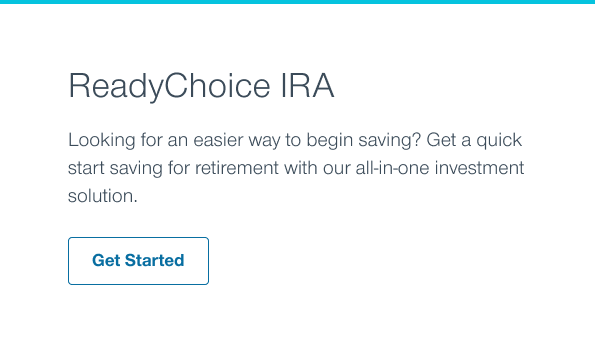 ReadyChoice IRA
Looking for an easier way to begin saving? Get a quick
start saving for retirement with our all-in-one investment
solution.
Get Started